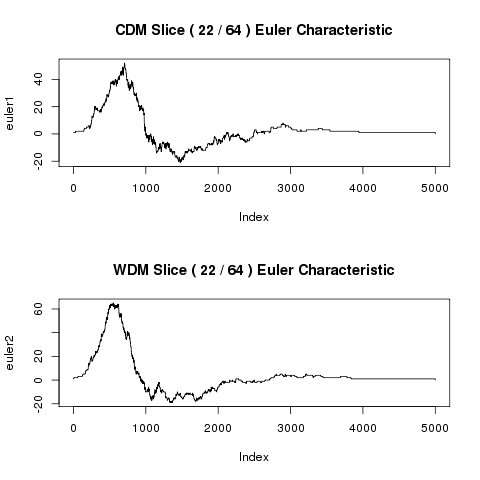 CDM Slice ( 22 / 64 ) Euler Characteristic
euler1
40
20
0
-20
0 1000 2000 3000 4000 5000
Index
WDM Slice ( 22 / 64 ) Euler Characteristic
euler2
60
20
0
-20
0 1000 2000 3000 4000 5000
Index